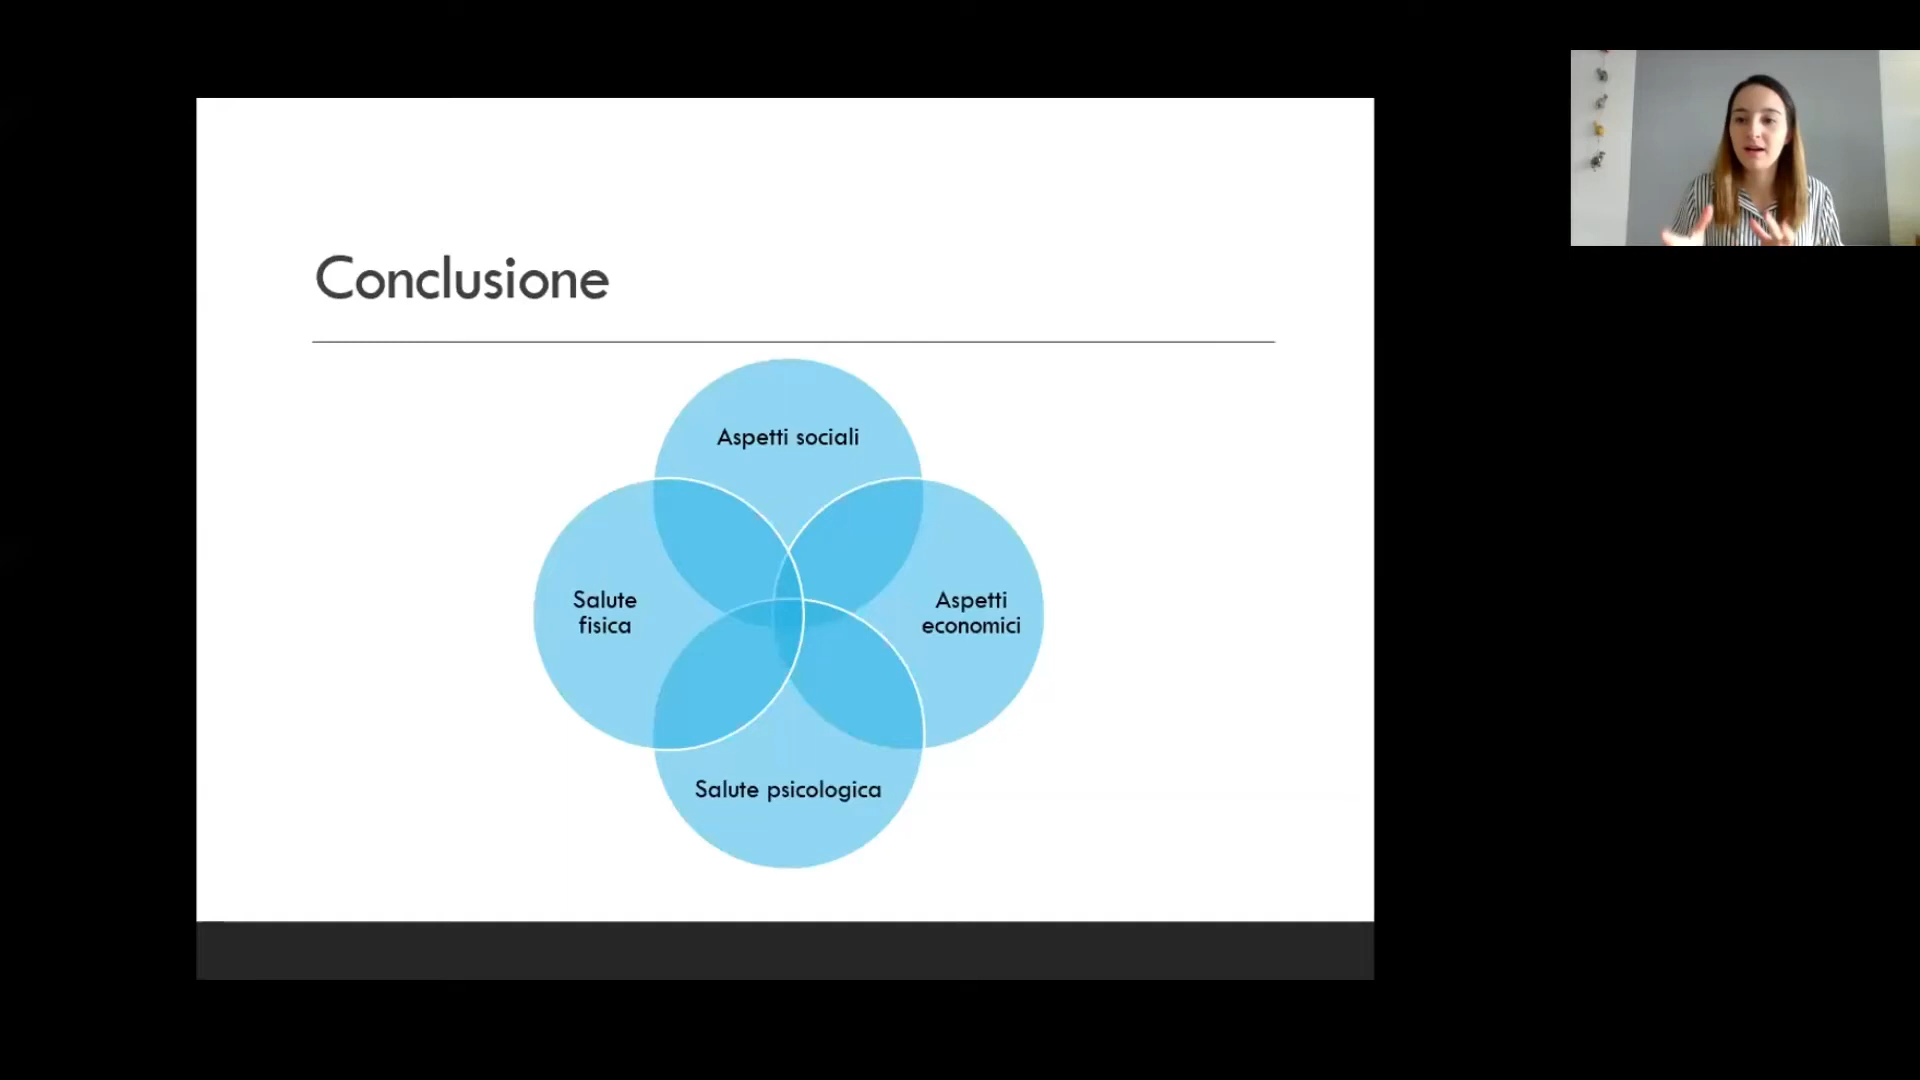 Conclusione
Aspetti sociali
Salute
fisica
Aspetti
economici
Salute psicologica